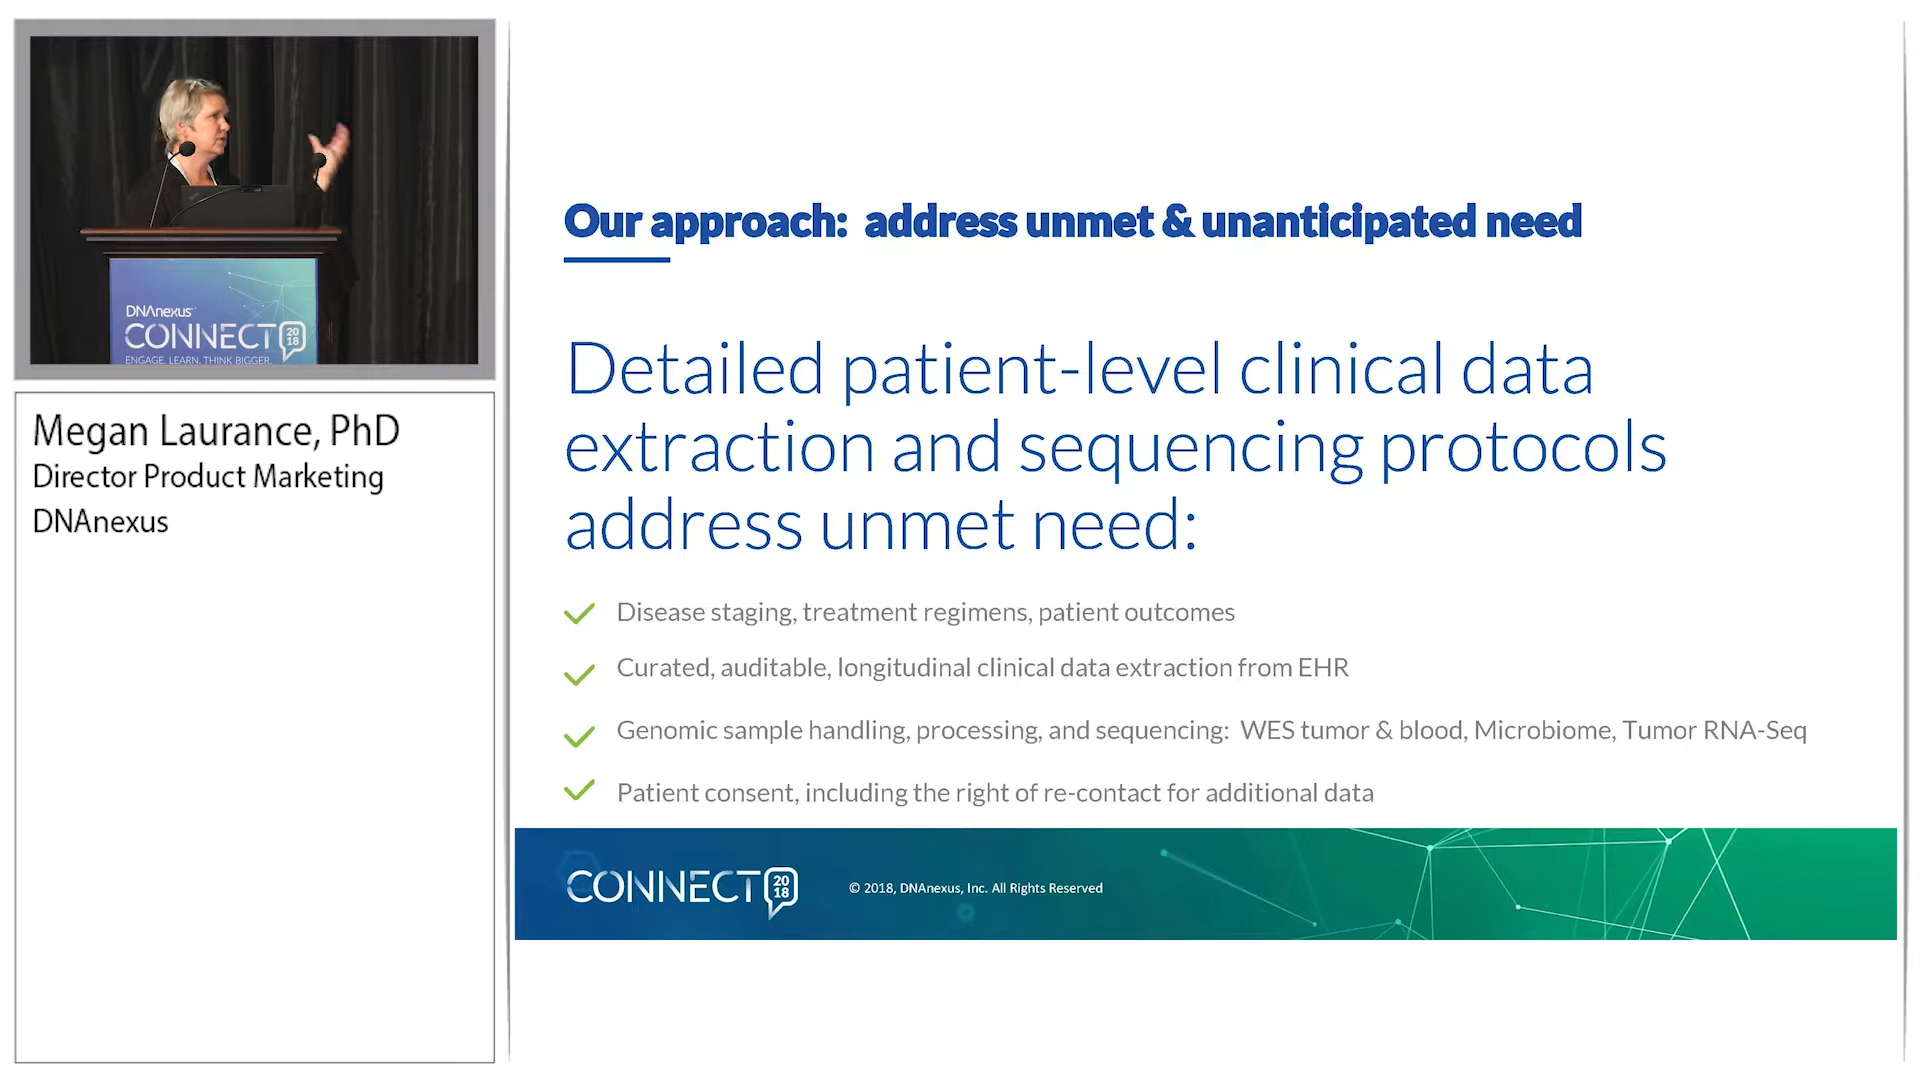 DNAnexus
CONNECT 20
18
ENGAGE. LEARN. THINK BIGGER.
Megan Laurance, PhD
Director Product Marketing
DNAnexus
Our approach:  address unmet & unanticipated need
Detailed patient-level clinical data
extraction and sequencing protocols
address unmet need:
Disease staging, treatment regimens, patient outcomes
Curated, auditable, longitudinal clinical data extraction from EHR
Genomic sample handling, processing, and sequencing:  WES tumor & blood, Microbiome, Tumor RNA-Seq
Patient consent, including the right of re-contact for additional data
CONNECT 20
18
© 2018, DNAnexus, Inc. All Rights Reserved